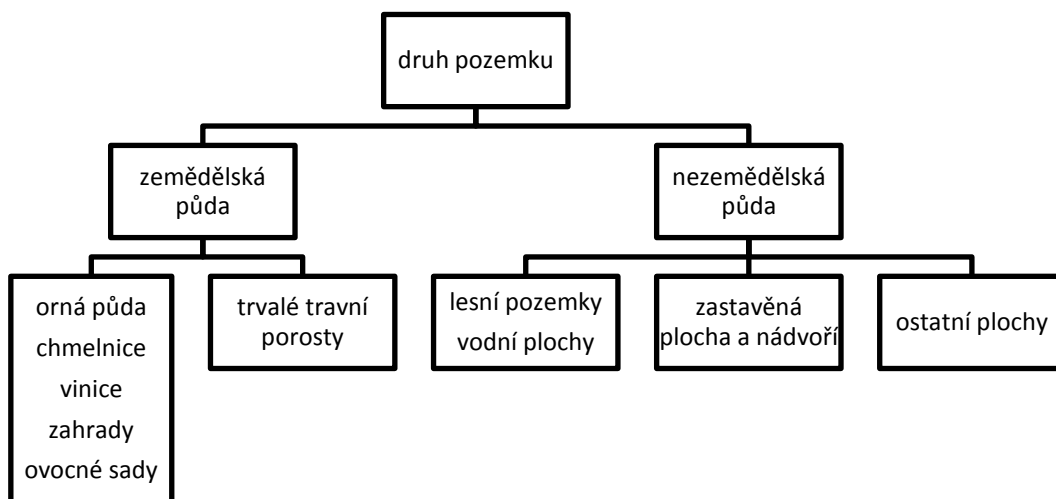 druh pozemku
zemědělská
půda
nezemědělská
půda
orná půda
chmelnice
vinice
zahrady
ovocné sady
trvalé travní
porosty
lesní pozemky
vodní plochy
zastavěná
plocha a nádvoří
ostatní plochy